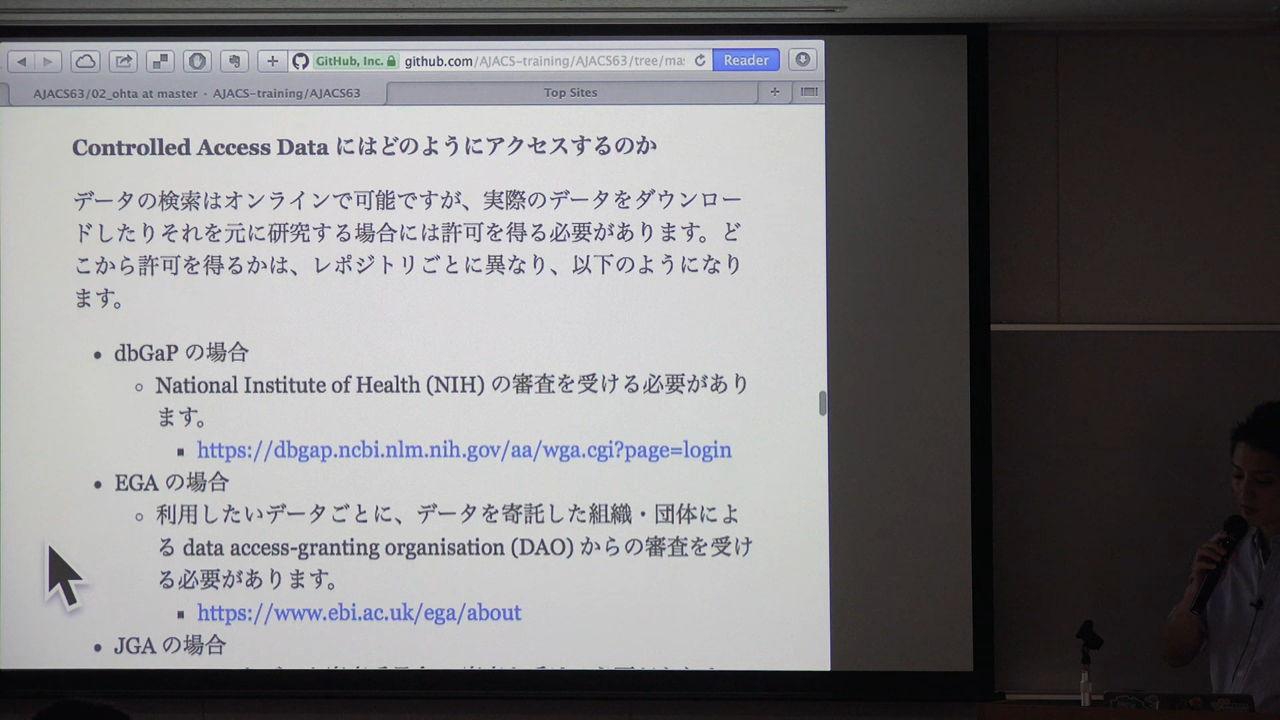 GitHub, Inc.
github.com/AJACS-training/AJACS63/tree/ma
Reader
AJACS63/02_ohta at master · AJACS-training/AJACS63
Top Sites
Controlled Access Data にはどのようにアクセスするのか
データの検索はオンラインで可能ですが、実際のデータをダウンロー
ドしたりそれを元に研究する場合には許可を得る必要があります。ど
こから許可を得るかは、レポジトリごとに異なり、以下のようになり
ます。
• dbGaP の場合
◦ National Institute of Health (NIH) の審査を受ける必要があり
ます。
▪ https://dbgap.ncbi.nlm.nih.gov/aa/wga.cgi?page=login
• EGA の場合
◦ 利用したいデータごとに、データを寄託した組織・団体によ
る data access-granting organisation (DAO) からの審査を受け
る必要があります。
▪ https://www.ebi.ac.uk/ega/about
• JGA の場合